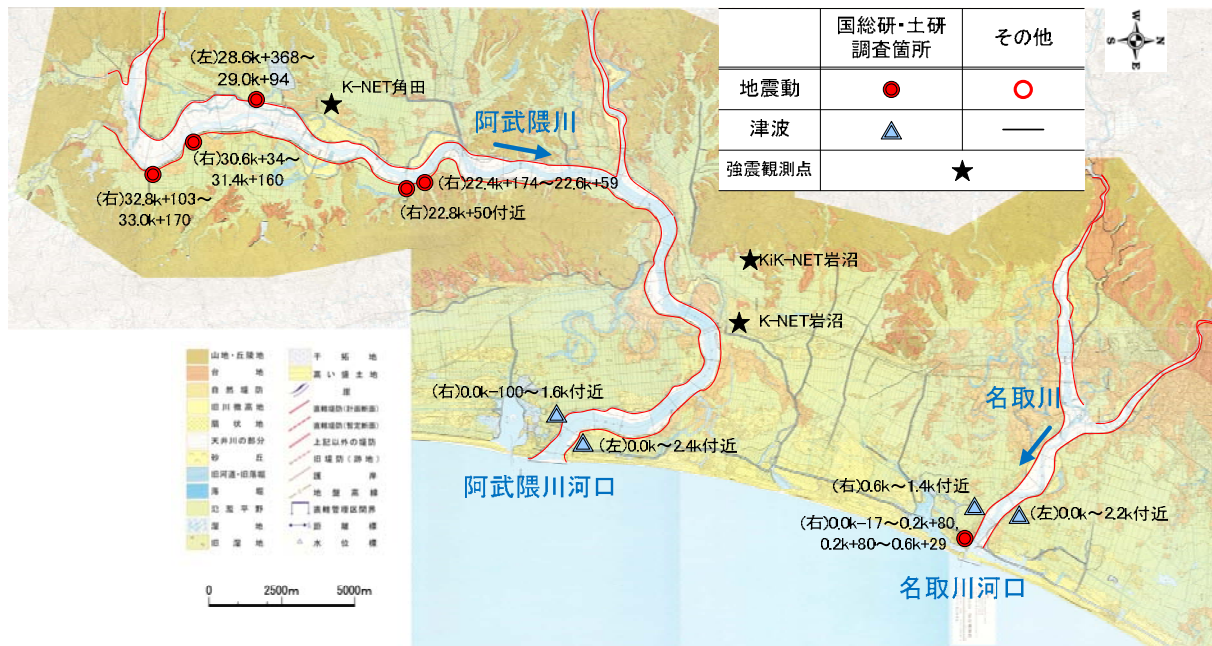 国総研・土研
調査箇所
その他
地震動
津波
強震観測点
W
S
N
E
(左)28.6k+368～
29.0k+94
K-NET角田
阿武隈川
(右)30.6k+34～
31.4k+160
(右)32.8k+103～
33.0k+170
(右)22.4k+174～22.6k+59
(右)22.8k+50付近
KiK-NET岩沼
K-NET岩沼
(右)0.0k-100～1.6k付近
(左)0.0k～2.4k付近
阿武隈川河口
名取川
(右)0.6k～1.4k付近
(左)0.0k～2.2k付近
(右)0.0k-17～0.2k+80,
0.2k+80～0.6k+29
名取川河口
山地・丘陵地
台地
自然堤防
旧川微高地
扇状地
天井川の部分
砂丘
旧河道・旧落堀
落堀
氾濫平野
湿地
旧湿地
干拓地
高い盛土地
崖
直轄堤防(計画断面)
直轄堤防(暫定断面)
上記以外の堤防
旧堤防(跡地)
護岸
地盤高線
直轄管理区間界
距離標
水位標
0 2500m 5000m